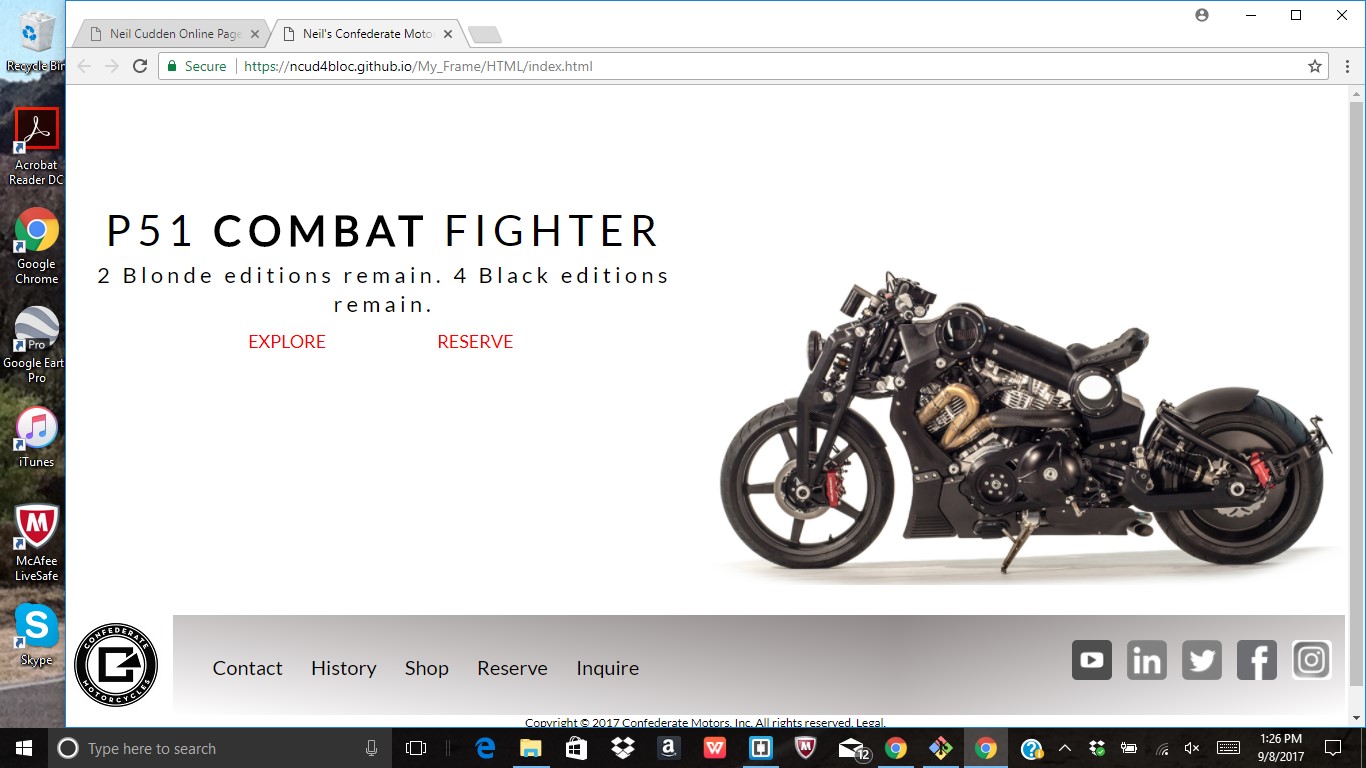 Neil Cudden Online Page
Neil's Confederate Moto
Secure
https://ncud4bloc.github.io/My_Frame/HTML/index.html
Recycle Bin
Acrobat
Reader DC
Google
Chrome
Pro
Google Eart
Pro
iTunes
McAfee
LiveSafe
Skype
P51 COMBAT FIGHTER
2 Blonde editions remain. 4 Black editions
remain.
EXPLORE RESERVE
CONFEDERATE
MOTORCYCLES
Contact History Shop Reserve Inquire
in
f
Copyright © 2017 Confederate Motors, Inc. All rights reserved. Legal.
Type here to search
12
1:26 PM
9/8/2017